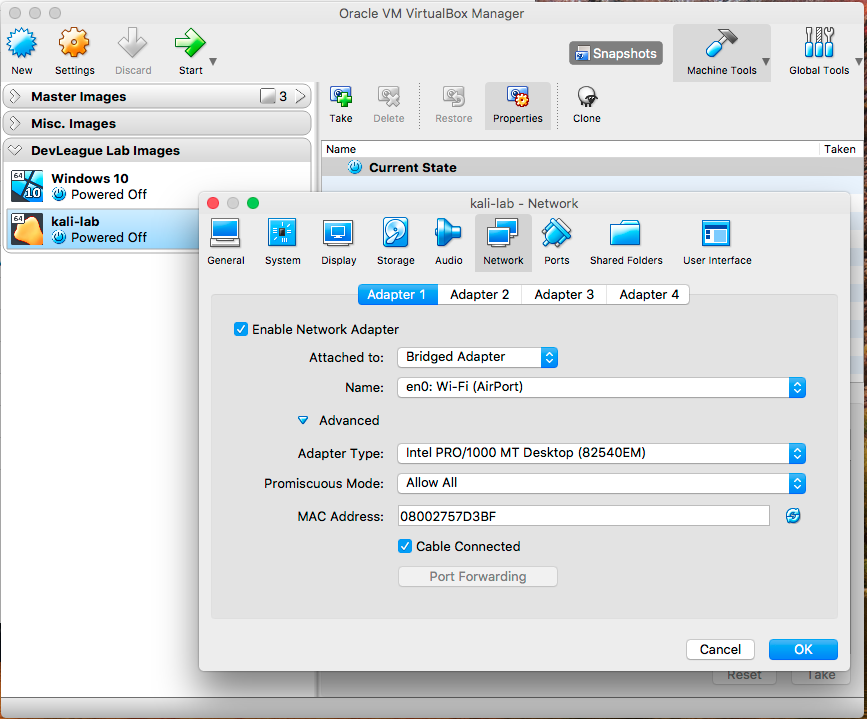 Oracle VM VirtualBox Manager
New
Settings
Discard
Start
Snapshots
Machine Tools
Global Tools
Master Images
3
Misc. Images
DevLeague Lab Images
64
10
Windows 10
Powered Off
64
kali-lab
Powered Off
Take
Delete
Restore
Properties
Clone
Name
Taken
Current State
kali-lab - Network
General
System
Display
Storage
Audio
Network
Ports
Shared Folders
User Interface
Adapter 1
Adapter 2
Adapter 3
Adapter 4
Enable Network Adapter
Attached to: Bridged Adapter
Name: en0: Wi-Fi (AirPort)
Advanced
Adapter Type: Intel PRO/1000 MT Desktop (82540EM)
Promiscuous Mode: Allow All
MAC Address: 08002757D3BF
Cable Connected
Port Forwarding
Cancel
OK
Reset
Take